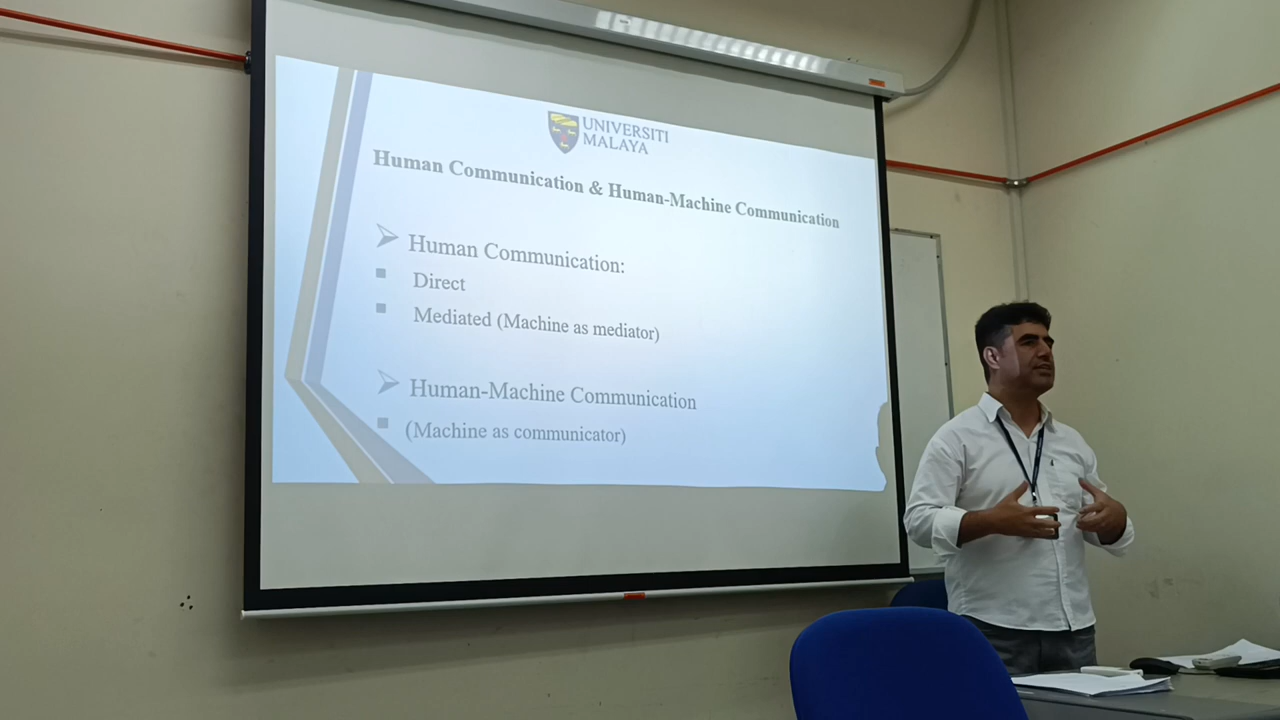 UNIVERSITI
MALAYA
Human Communication & Human-Machine Communication
Human Communication:
Direct
Mediated (Machine as mediator)
Human-Machine Communication
(Machine as communicator)